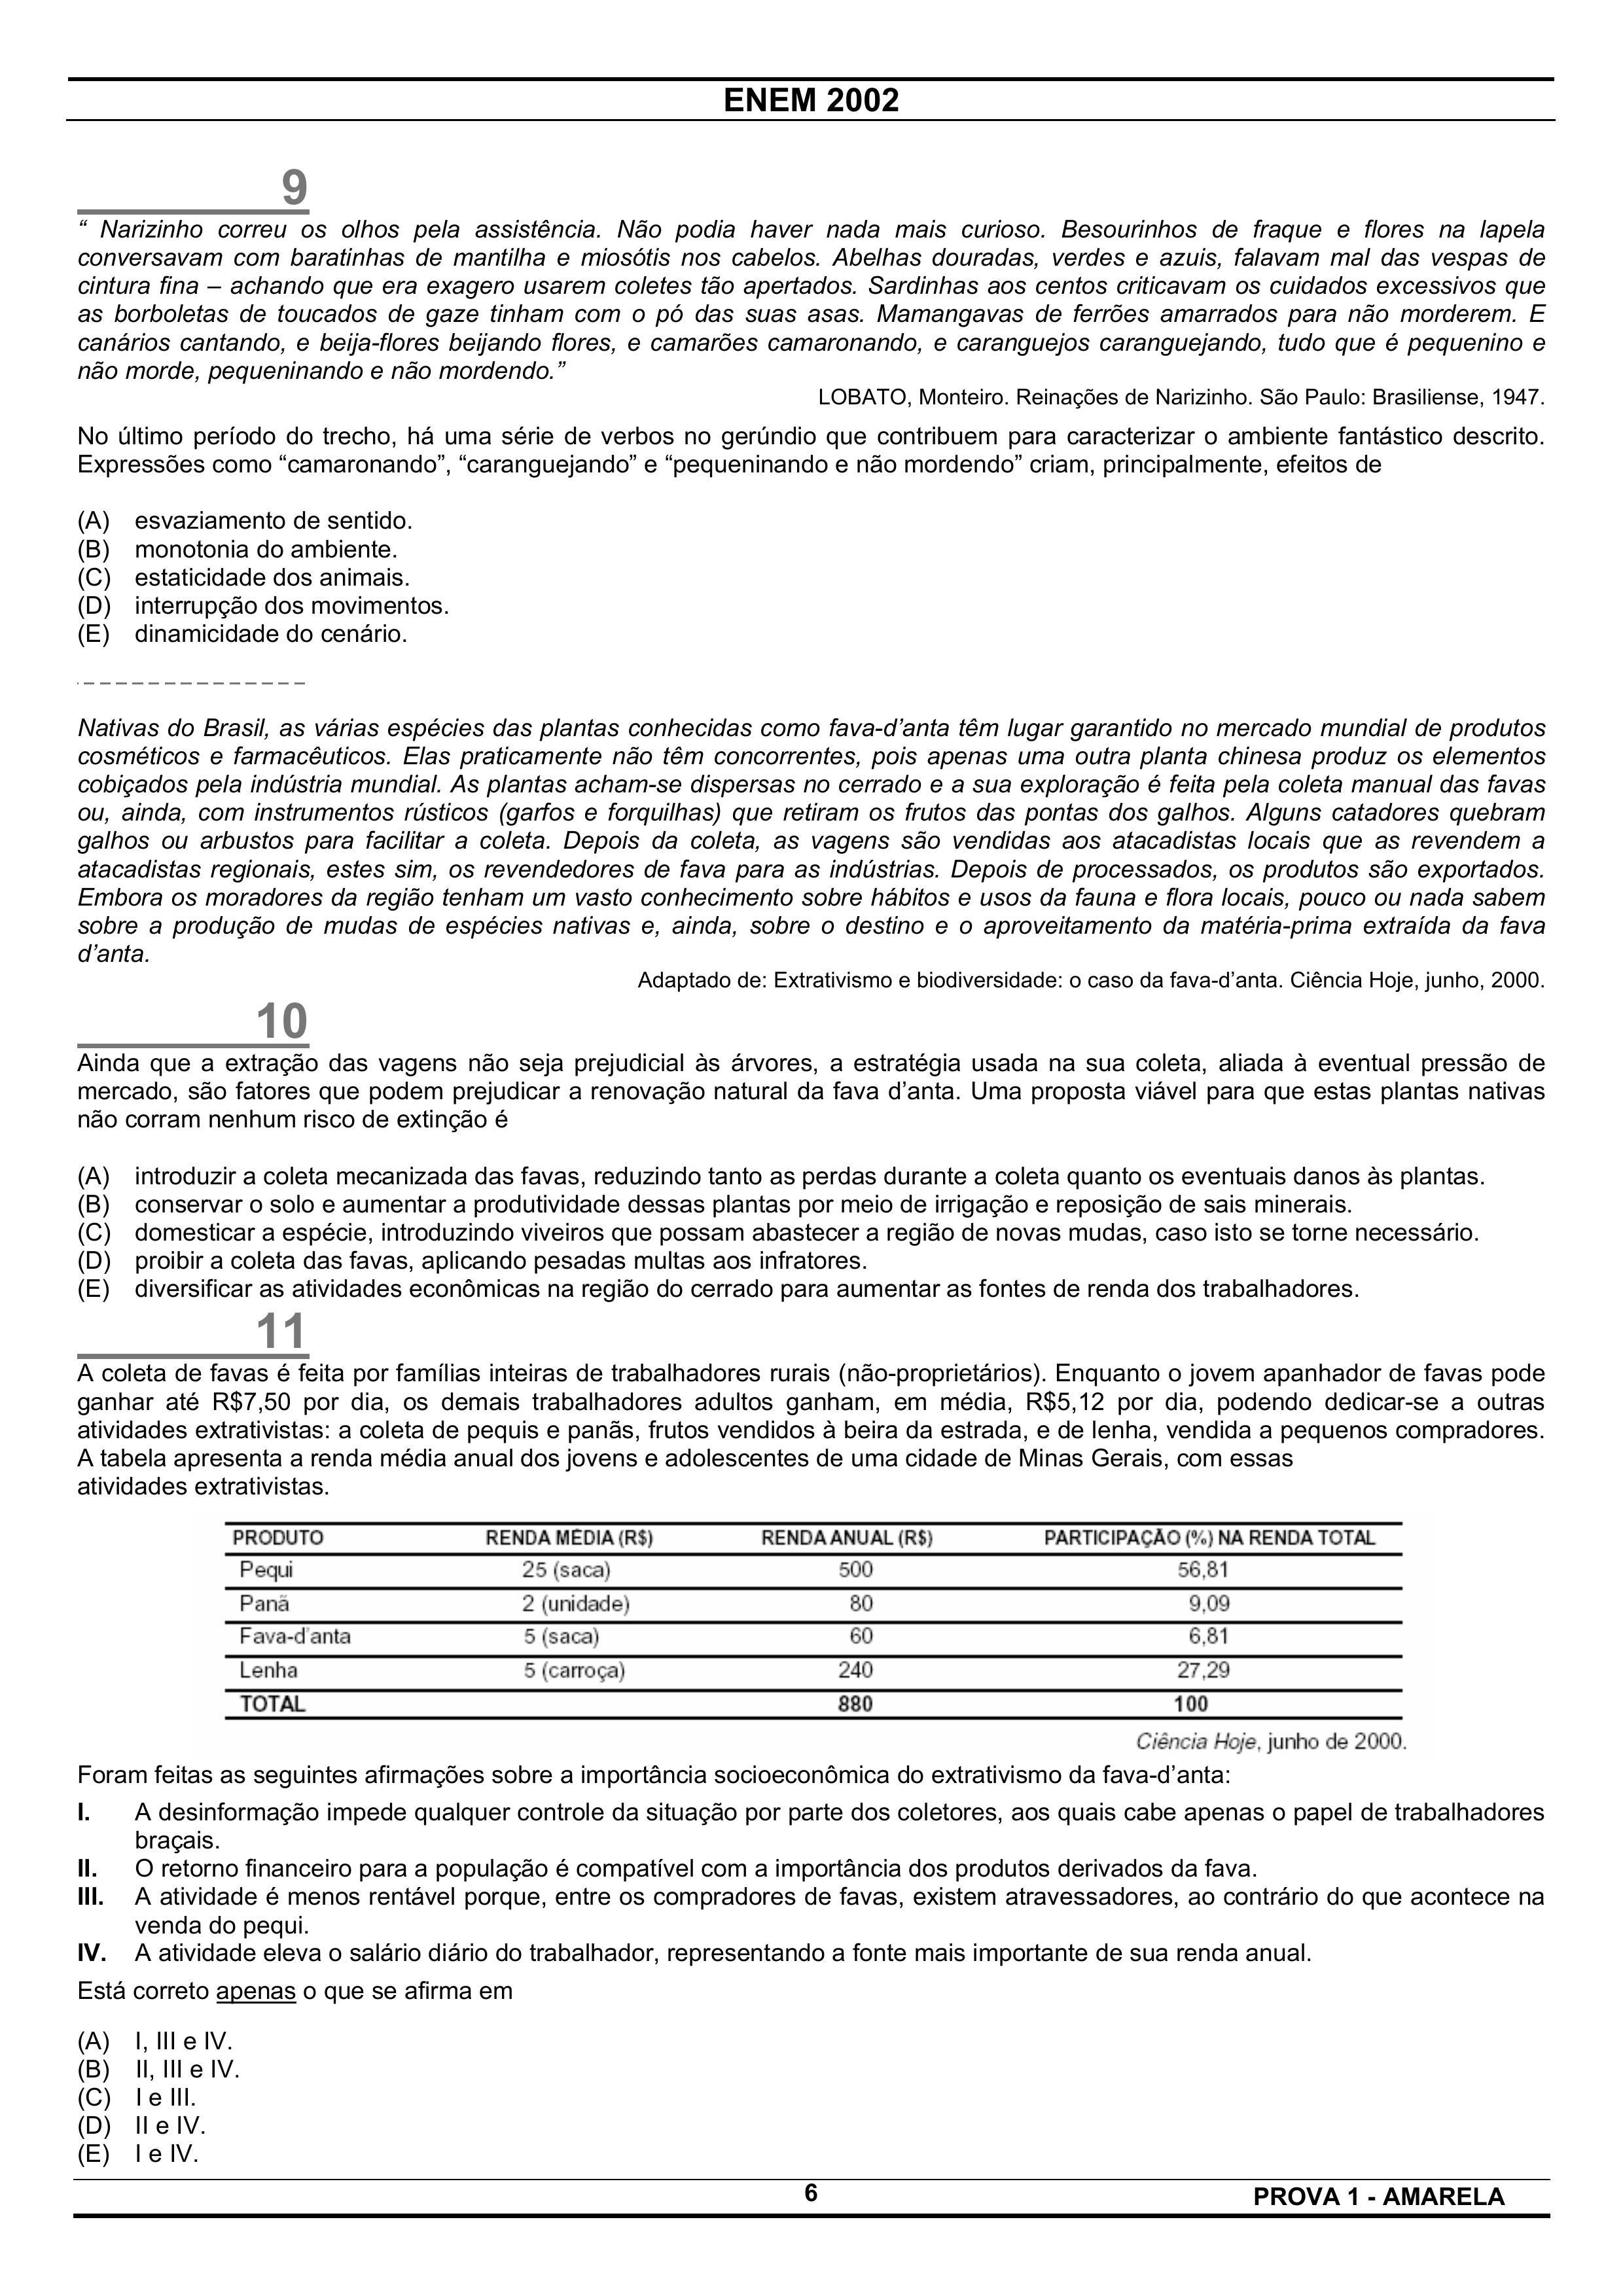 ENEM 2002
9
“ Narizinho correu os olhos pela assistência. Não podia haver nada mais curioso. Besourinhos de fraque e flores na lapela
conversavam com baratinhas de mantilha e miosótis nos cabelos. Abelhas douradas, verdes e azuis, falavam mal das vespas de
cintura fina – achando que era exagero usarem coletes tão apertados. Sardinhas aos centos criticavam os cuidados excessivos que
as borboletas de toucados de gaze tinham com o pó das suas asas. Mamangavas de ferrões amarrados para não morderem. E
canários cantando, e beija-flores beijando flores, e camarões camaronando, e caranguejos caranguejando, tudo que é pequenino e
não morde, pequeninando e não mordendo.”
LOBATO, Monteiro. Reinações de Narizinho. São Paulo: Brasiliense, 1947.
No último período do trecho, há uma série de verbos no gerúndio que contribuem para caracterizar o ambiente fantástico descrito.
Expressões como “camaronando”, “caranguejando” e “pequeninando e não mordendo” criam, principalmente, efeitos de
(A) esvaziamento de sentido.
(B) monotonia do ambiente.
(C) estaticidade dos animais.
(D) interrupção dos movimentos.
(E) dinamicidade do cenário.
Nativas do Brasil, as várias espécies das plantas conhecidas como fava-d’anta têm lugar garantido no mercado mundial de produtos
cosméticos e farmacêuticos. Elas praticamente não têm concorrentes, pois apenas uma outra planta chinesa produz os elementos
cobiçados pela indústria mundial. As plantas acham-se dispersas no cerrado e a sua exploração é feita pela coleta manual das favas
ou, ainda, com instrumentos rústicos (garfos e forquilhas) que retiram os frutos das pontas dos galhos. Alguns catadores quebram
galhos ou arbustos para facilitar a coleta. Depois da coleta, as vagens são vendidas aos atacadistas locais que as revendem a
atacadistas regionais, estes sim, os revendedores de fava para as indústrias. Depois de processados, os produtos são exportados.
Embora os moradores da região tenham um vasto conhecimento sobre hábitos e usos da fauna e flora locais, pouco ou nada sabem
sobre a produção de mudas de espécies nativas e, ainda, sobre o destino e o aproveitamento da matéria-prima extraída da fava
d’anta.
Adaptado de: Extrativismo e biodiversidade: o caso da fava-d’anta. Ciência Hoje, junho, 2000.
10
Ainda que a extração das vagens não seja prejudicial às árvores, a estratégia usada na sua coleta, aliada à eventual pressão de
mercado, são fatores que podem prejudicar a renovação natural da fava d’anta. Uma proposta viável para que estas plantas nativas
não corram nenhum risco de extinção é
(A) introduzir a coleta mecanizada das favas, reduzindo tanto as perdas durante a coleta quanto os eventuais danos às plantas.
(B) conservar o solo e aumentar a produtividade dessas plantas por meio de irrigação e reposição de sais minerais.
(C) domesticar a espécie, introduzindo viveiros que possam abastecer a região de novas mudas, caso isto se torne necessário.
(D) proibir a coleta das favas, aplicando pesadas multas aos infratores.
(E) diversificar as atividades econômicas na região do cerrado para aumentar as fontes de renda dos trabalhadores.
11
A coleta de favas é feita por famílias inteiras de trabalhadores rurais (não-proprietários). Enquanto o jovem apanhador de favas pode
ganhar até R$7,50 por dia, os demais trabalhadores adultos ganham, em média, R$5,12 por dia, podendo dedicar-se a outras
atividades extrativistas: a coleta de pequis e panãs, frutos vendidos à beira da estrada, e de lenha, vendida a pequenos compradores.
A tabela apresenta a renda média anual dos jovens e adolescentes de uma cidade de Minas Gerais, com essas
atividades extrativistas.
PRODUTO RENDA MÉDIA (R$) RENDA ANUAL (R$) PARTICIPAÇÃO (%) NA RENDA TOTAL
Pequi 25 (saca) 500 56,81
Panã 2 (unidade) 80 9,09
Fava-d’anta 5 (saca) 60 6,81
Lenha 5 (carroça) 240 27,29
TOTAL 880 100
Ciência Hoje, junho de 2000.
Foram feitas as seguintes afirmações sobre a importância socioeconômica do extrativismo da fava-d’anta:
I. A desinformação impede qualquer controle da situação por parte dos coletores, aos quais cabe apenas o papel de trabalhadores
braçais.
II. O retorno financeiro para a população é compatível com a importância dos produtos derivados da fava.
III. A atividade é menos rentável porque, entre os compradores de favas, existem atravessadores, ao contrário do que acontece na
venda do pequi.
IV. A atividade eleva o salário diário do trabalhador, representando a fonte mais importante de sua renda anual.
Está correto apenas o que se afirma em
(A) I, III e IV.
(B) II, III e IV.
(C) I e III.
(D) II e IV.
(E) I e IV.
6
PROVA 1 - AMARELA